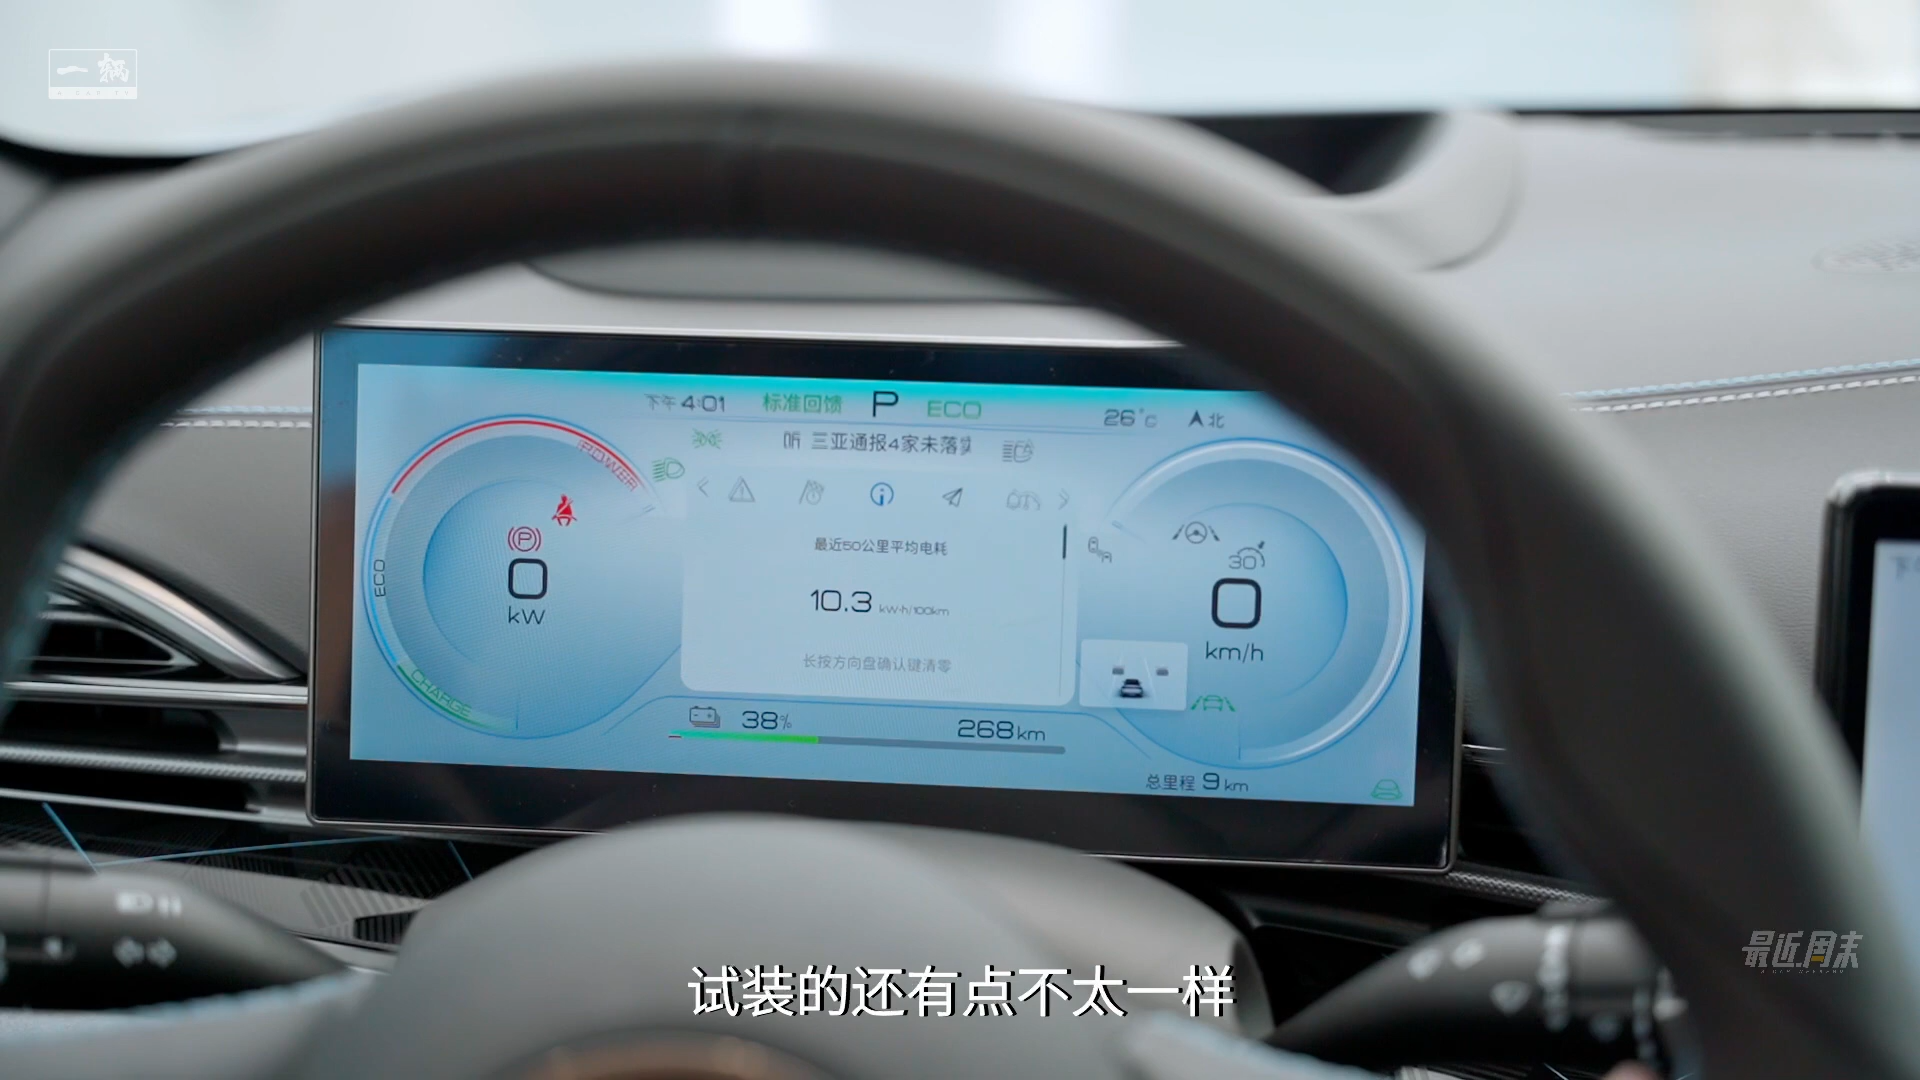 一辆
下午 4:01 标准回馈 P ECO 26°C 北
听 三亚通报4家未落实
POWER
最近50公里平均电耗
10.3 kW·h/100km
长按方向盘确认键清零
ECO
P
0
kW
30
0
km/h
CHARGE
38% 268km
总里程 9 km
最近周末
试装的还有点不太一样